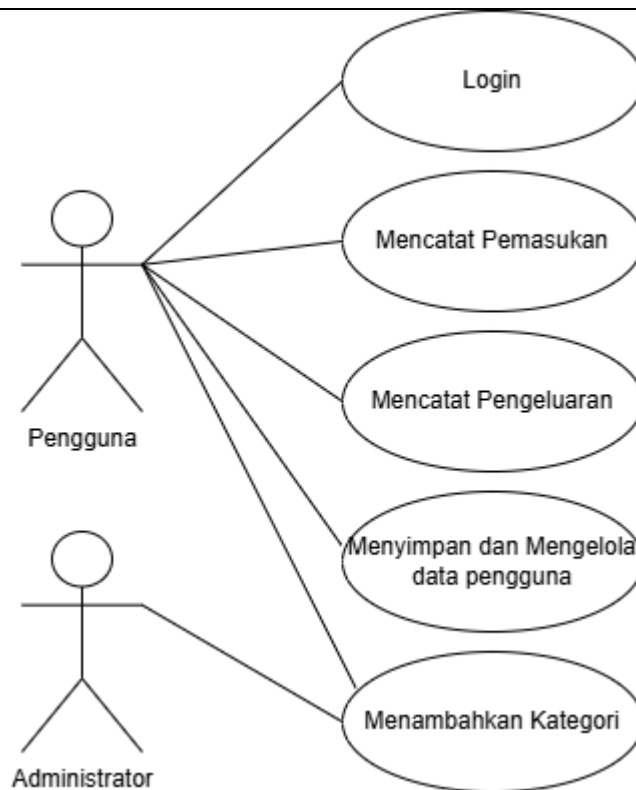 Login
Mencatat Pemasukan
Mencatat Pengeluaran
Pengguna
Menyimpan dan Mengelola
data pengguna
Menambahkan Kategori
Administrator